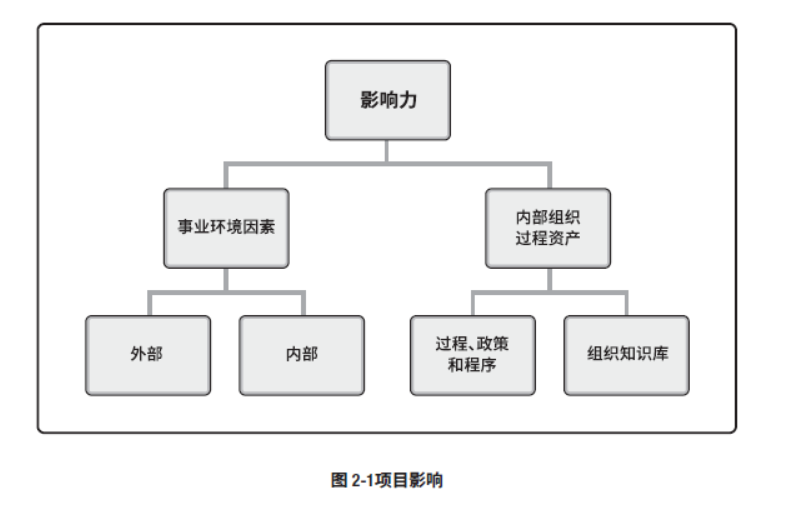 影响力
事业环境因素
内部组织
过程资产
外部
内部
过程、政策
和程序
组织知识库
图 2-1项目影响